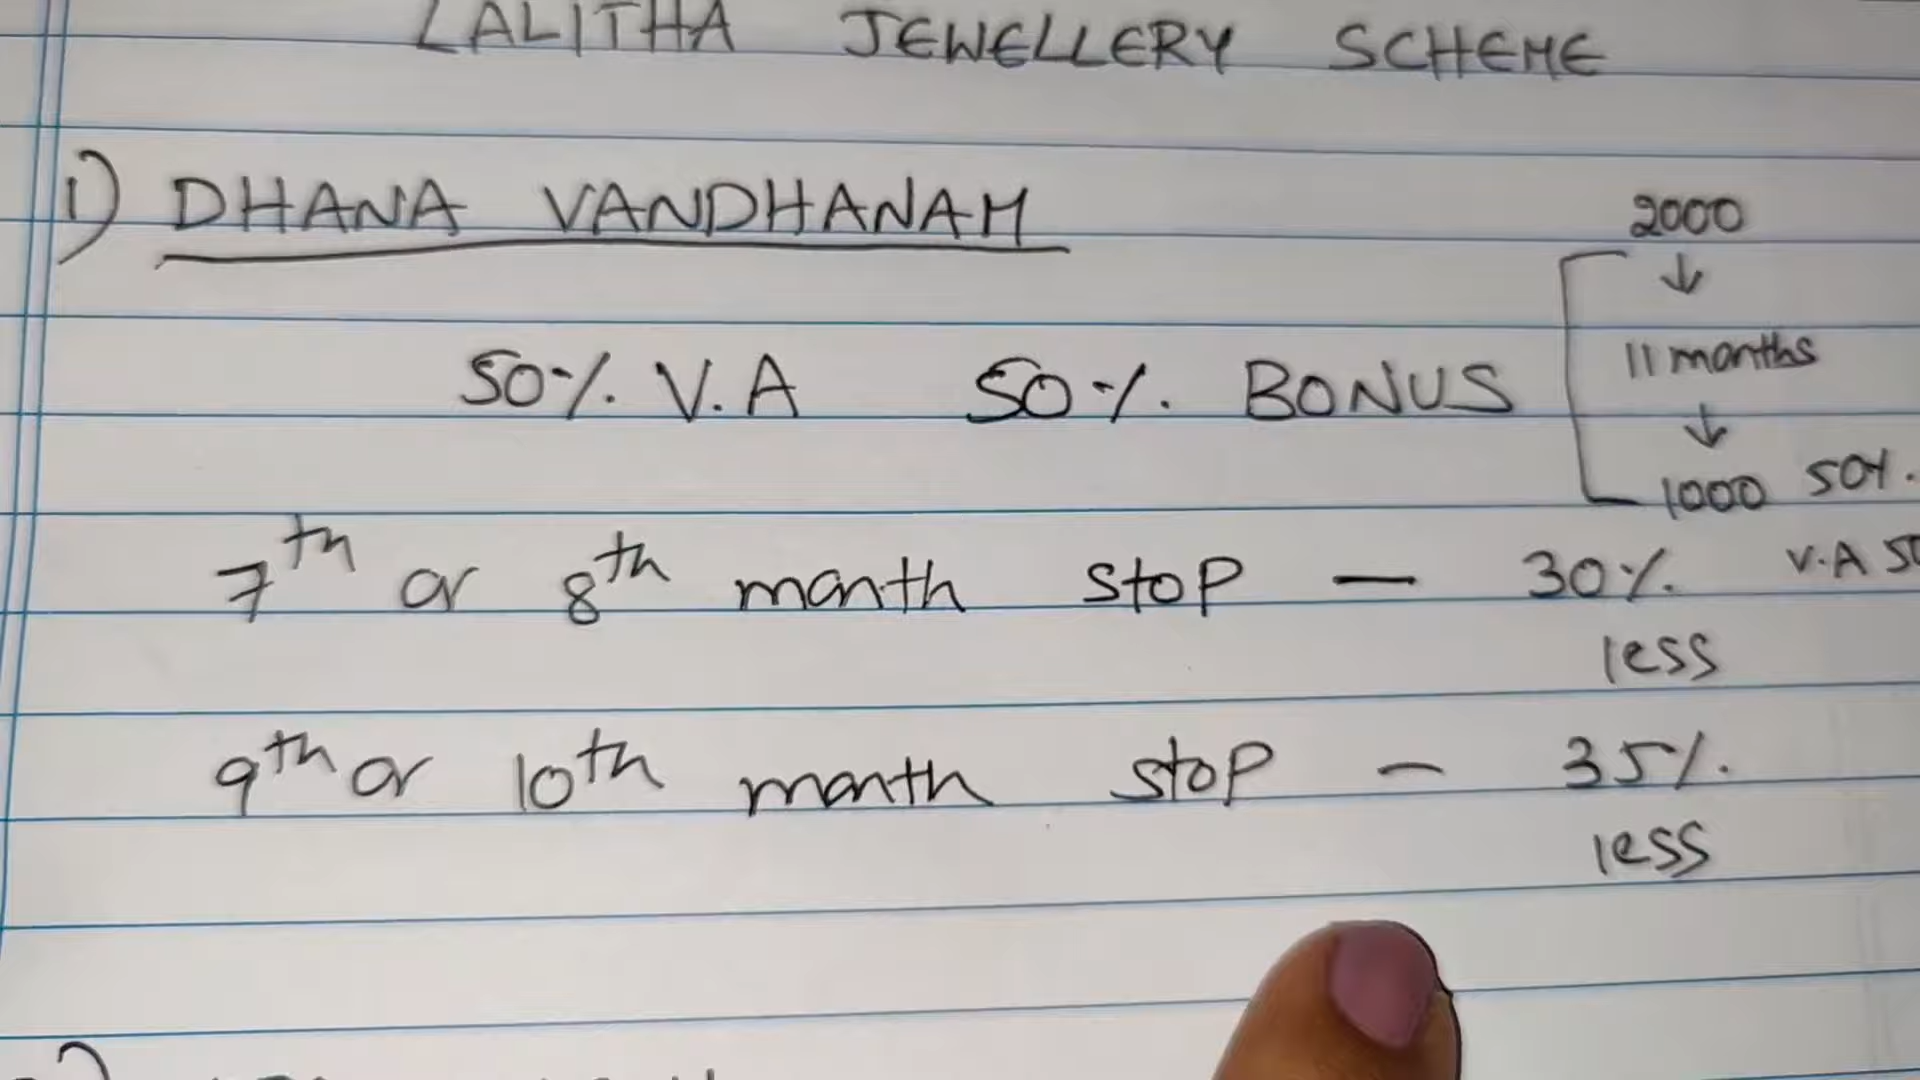 LALITHA JEWELLERY SCHEME
1) DHANA VANDHANAM
2000
↓
11 months
↓
1000 50%.
50%. V.A 50%. BONUS
7th or 8th month stop — 30%. less
V.A 50
9th or 10th month stop — 35%. less